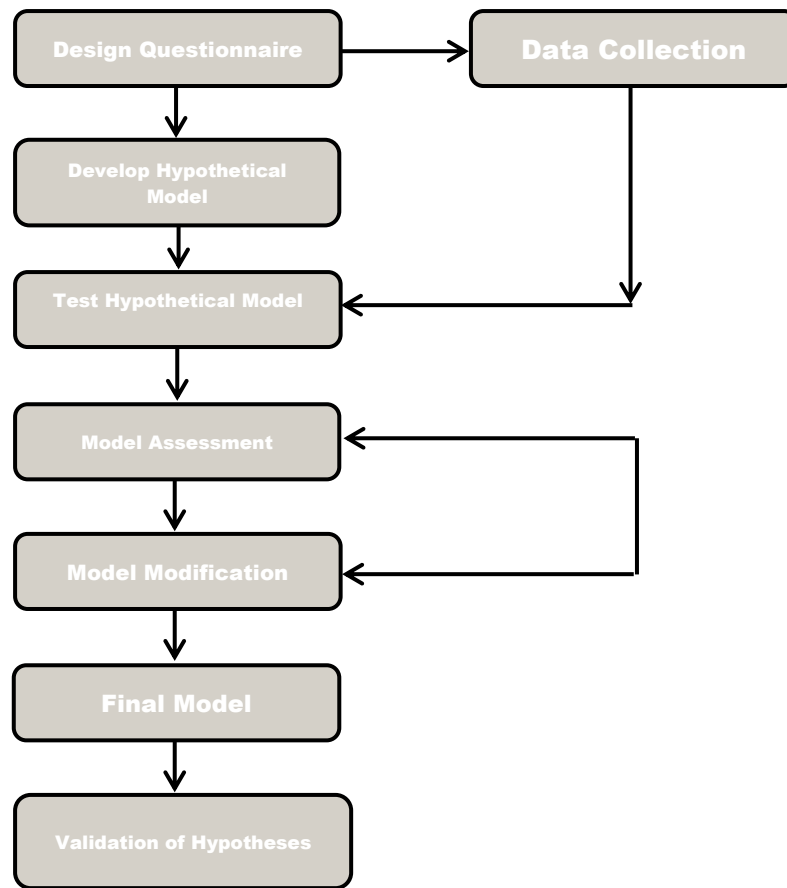 Design Questionnaire
Data Collection
Develop Hypothetical
Model
Test Hypothetical Model
Model Assessment
Model Modification
Final Model
Validation of Hypotheses